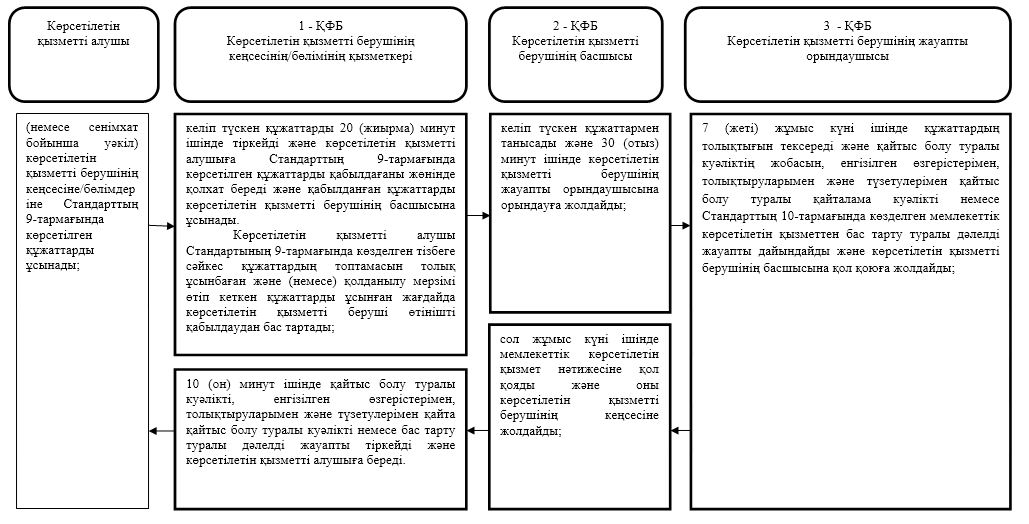 Көрсетілетін
қызметті алушы
1 - ҚФБ
Көрсетілетін қызметті берушінің
кеңсесінің/бөлімінің қызметкері
2 - ҚФБ
Көрсетілетін қызметті
берушінің басшысы
3 - ҚФБ
Көрсетілетін қызметті берушінің жауапты
орындаушысы
(немесе сенімхат
бойынша уәкіл)
көрсетілетін
қызметті берушінің
кеңсесіне/бөлімдер
іне Стандарттың
9-тармағында
көрсетілген
құжаттарды
ұсынады;
келіп түскен құжаттарды 20 (жиырма) минут
ішінде тіркейді және көрсетілетін қызметті
алушыға Стандарттың 9-тармағында
көрсетілген құжаттарды қабылдағаны жөнінде
қолхат береді және қабылданған құжаттарды
көрсетілетін қызметті берушінің басшысына
ұсынады.
Көрсетілетін қызметті алушы
Стандартының 9-тармағында көзделген тізбеге
сәйкес құжаттардың топтамасын толық
ұсынбаған және (немесе) қолданылу мерзімі
өтіп кеткен құжаттарды ұсынған жағдайда
көрсетілетін қызметті беруші өтінішті
қабылдаудан бас тартады;
келіп түскен құжаттармен
танысады және 30 (отыз)
минут ішінде көрсетілетін
қызметті берушінің
жауапты орындаушысына
орындауға жолдайды;
7 (жеті) жұмыс күні ішінде құжаттардың
толықтығын тексереді және қайтыс болу туралы
куәліктің жобасын, енгізілген өзгерістерімен,
толықтыруларымен және түзетулерімен қайтыс
болу туралы қайталама куәлікті немесе
Стандарттың 10-тармағында көзделген мемлекеттік
көрсетілетін қызметтен бас тарту туралы дәлелді
жауапты дайындайды және көрсетілетін қызметті
берушінің басшысына қол қоюға жолдайды;
сол жұмыс күні ішінде
мемлекеттік көрсетілетін
қызмет нәтижесіне қол
қояды және оны
көрсетілетін қызметті
берушінің кеңсесіне
жолдайды;
10 (он) минут ішінде қайтыс болу туралы
куәлікті, енгізілген өзгерістерімен,
толықтыруларымен және түзетулерімен қайта
қайтыс болу туралы куәлікті немесе бас тарту
туралы дәлелді жауапты тіркейді және
көрсетілетін қызметті алушыға береді.